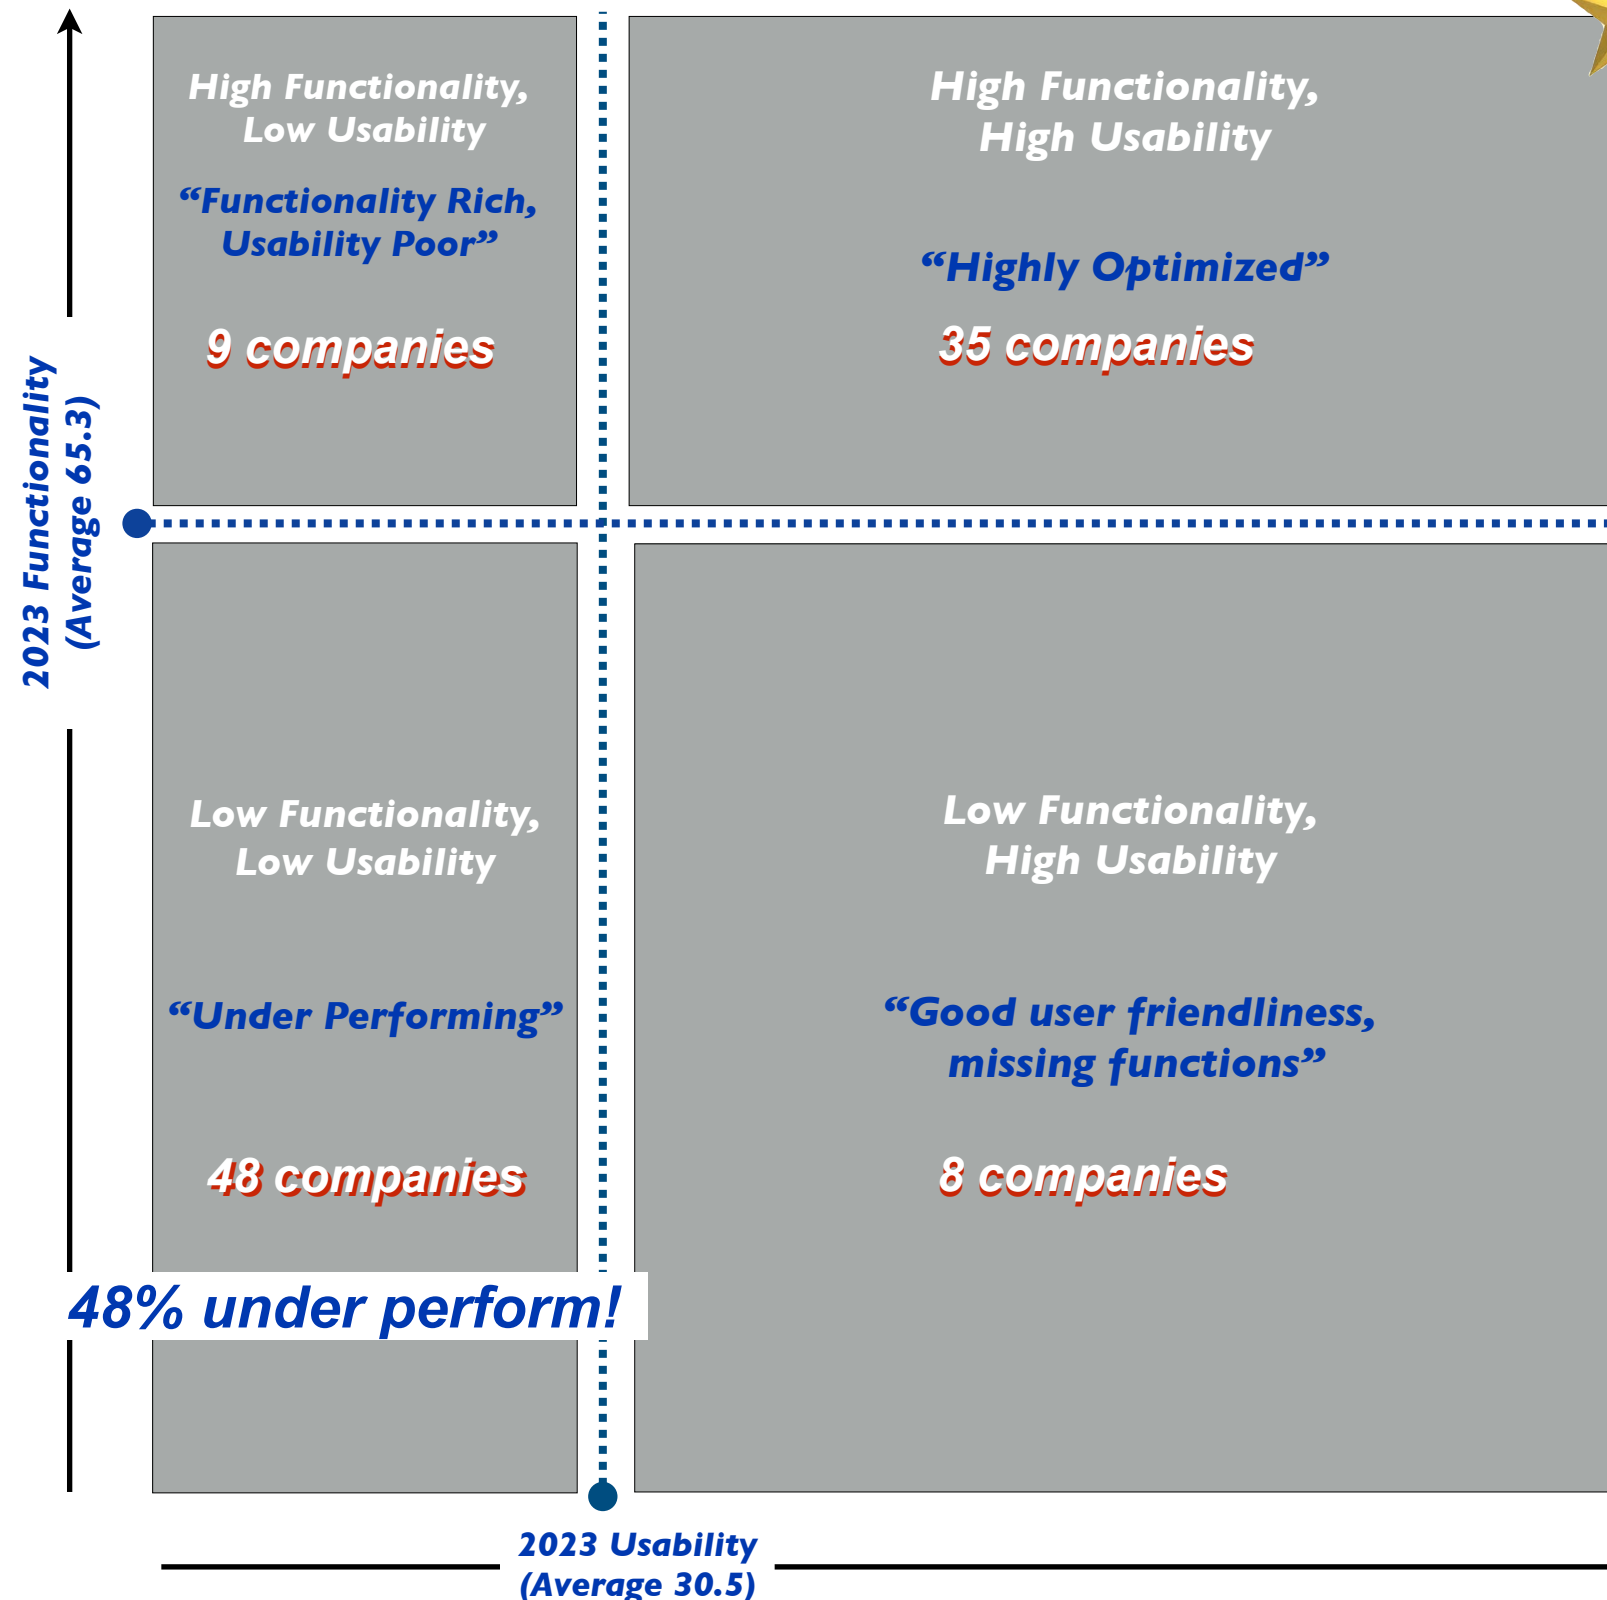 High Functionality,
Low Usability
“Functionality Rich,
Usability Poor”
9 companies
High Functionality,
High Usability
“Highly Optimized”
35 companies
2023 Functionality
(Average 65.3)
Low Functionality,
Low Usability
“Under Performing”
48 companies
48% under perform!
Low Functionality,
High Usability
“Good user friendliness,
missing functions”
8 companies
2023 Usability
(Average 30.5)